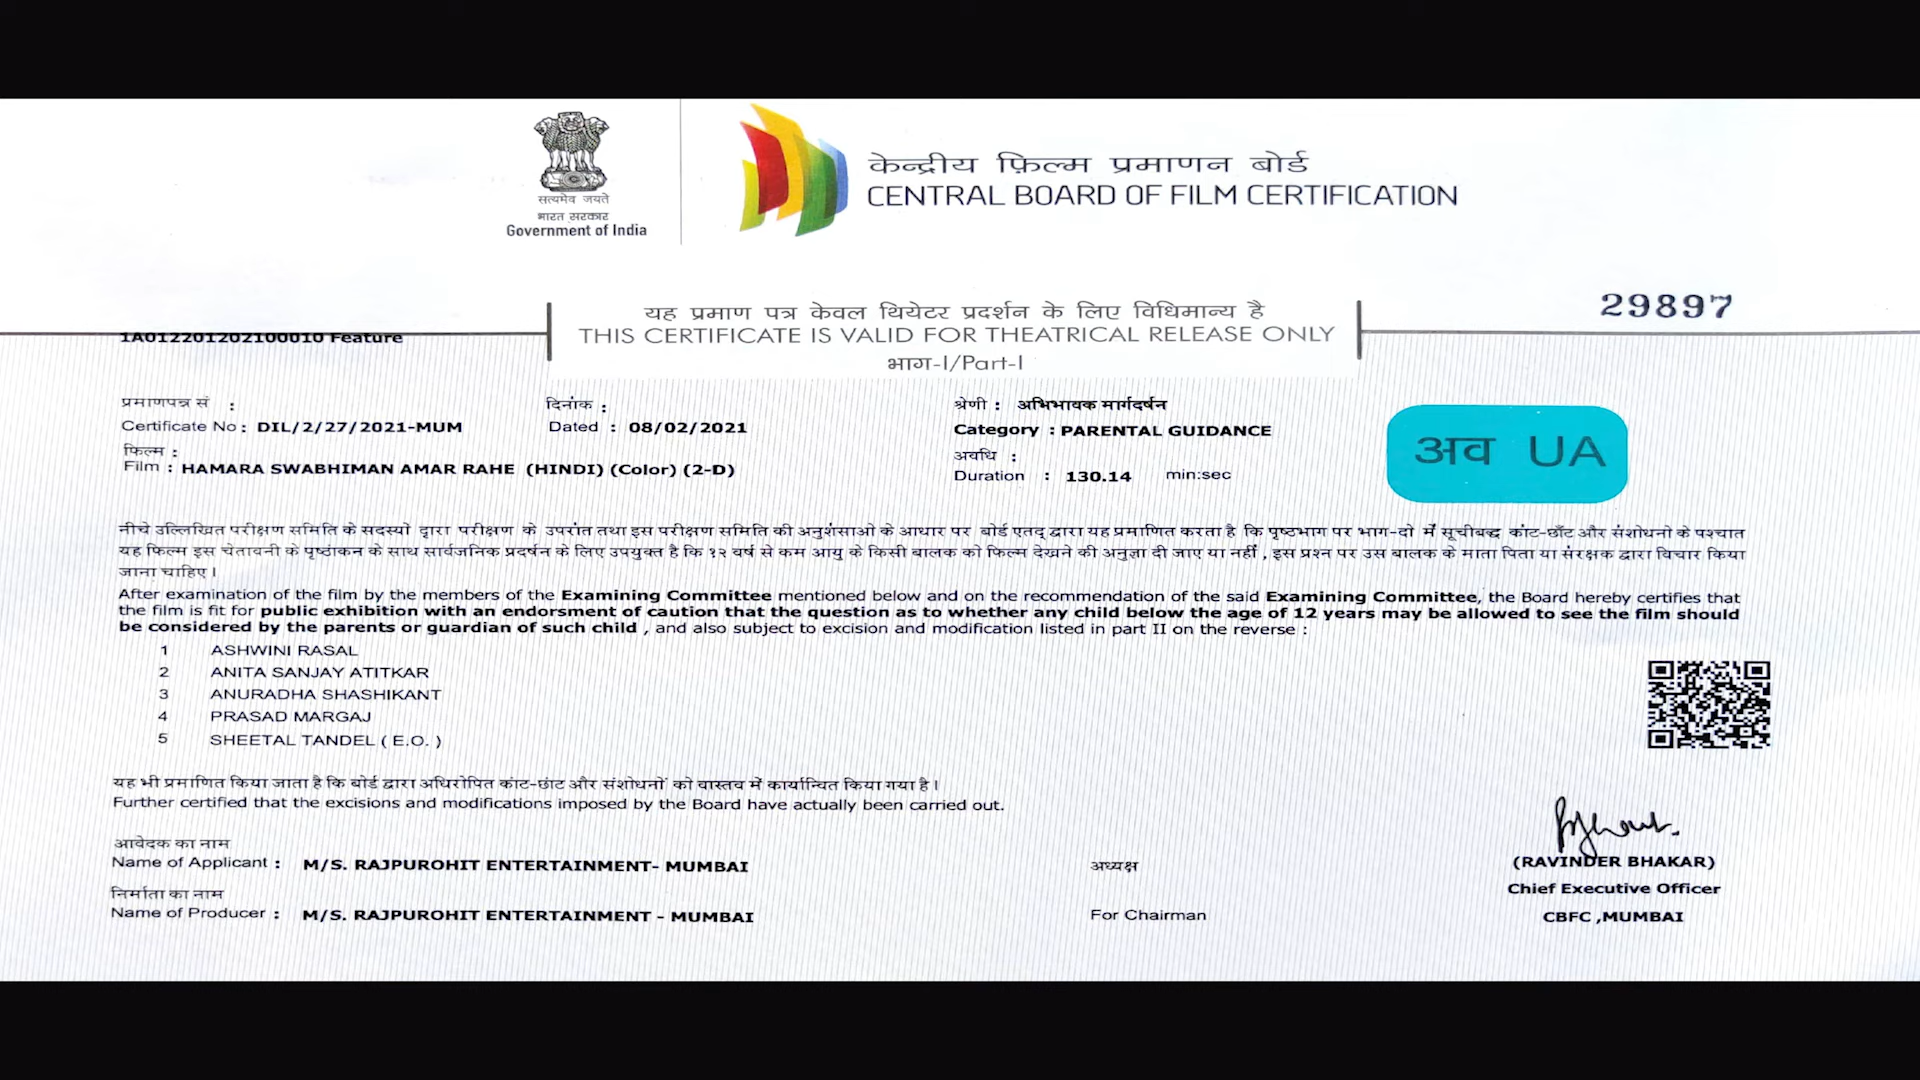 सत्यमेव जयते
भारत सरकार
Government of India
केन्द्रीय फ़िल्म प्रमाणन बोर्ड
CENTRAL BOARD OF FILM CERTIFICATION
29897
यह प्रमाण पत्र केवल थियेटर प्रदर्शन के लिए विधिमान्य है
THIS CERTIFICATE IS VALID FOR THEATRICAL RELEASE ONLY
भाग-I/Part-I
1A012201202100010 Feature
प्रमाणपत्र सं :
Certificate No : DIL/2/27/2021-MUM
दिनांक :
Dated : 08/02/2021
श्रेणी : अभिभावक मार्गदर्षन
Category : PARENTAL GUIDANCE
अव UA
फिल्म :
Film : HAMARA SWABHIMAN AMAR RAHE (HINDI) (Color) (2-D)
अवधि :
Duration : 130.14 min:sec
नीचे उल्लिखित परीक्षण समिति के सदस्यों द्वारा परीक्षण के उपरांत तथा इस परीक्षण समिति की अनुशंसाओ के आधार पर बोर्ड एतद् द्वारा यह प्रमाणित करता है कि पृष्ठभाग पर भाग-दो में सूचीबद्ध कांट-छाँट और संशोधनो के पश्चात
यह फिल्म इस चेतावनी के पृष्ठांकन के साथ सार्वजनिक प्रदर्षन के लिए उपयुक्त है कि १२ वर्ष से कम आयु के किसी बालक को फिल्म देखने की अनुज्ञा दी जाए या नहीं , इस प्रश्न पर उस बालक के माता पिता या संरक्षक द्वारा विचार किया
जाना चाहिए ।
After examination of the film by the members of the Examining Committee mentioned below and on the recommendation of the said Examining Committee, the Board hereby certifies that
the film is fit for public exhibition with an endorsment of caution that the question as to whether any child below the age of 12 years may be allowed to see the film should
be considered by the parents or guardian of such child , and also subject to excision and modification listed in part II on the reverse :
1 ASHWINI RASAL
2 ANITA SANJAY ATITKAR
3 ANURADHA SHASHIKANT
4 PRASAD MARGAJ
5 SHEETAL TANDEL ( E.O. )
यह भी प्रमाणित किया जाता है कि बोर्ड द्वारा अधिरोपित कांट-छांट और संशोधनों को वास्तव में कार्यान्वित किया गया है ।
Further certified that the excisions and modifications imposed by the Board have actually been carried out.
आवेदक का नाम
Name of Applicant : M/S. RAJPUROHIT ENTERTAINMENT- MUMBAI
निर्माता का नाम
Name of Producer : M/S. RAJPUROHIT ENTERTAINMENT - MUMBAI
अध्यक्ष
For Chairman
(RAVINDER BHAKAR)
Chief Executive Officer
CBFC ,MUMBAI